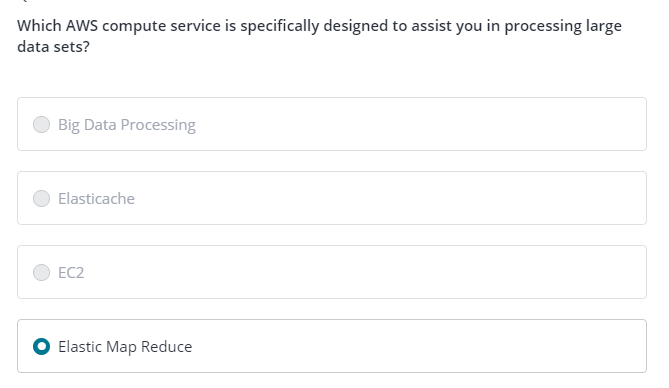 Which AWS compute service is specifically designed to assist you in processing large
data sets?
Big Data Processing
Elasticache
EC2
Elastic Map Reduce